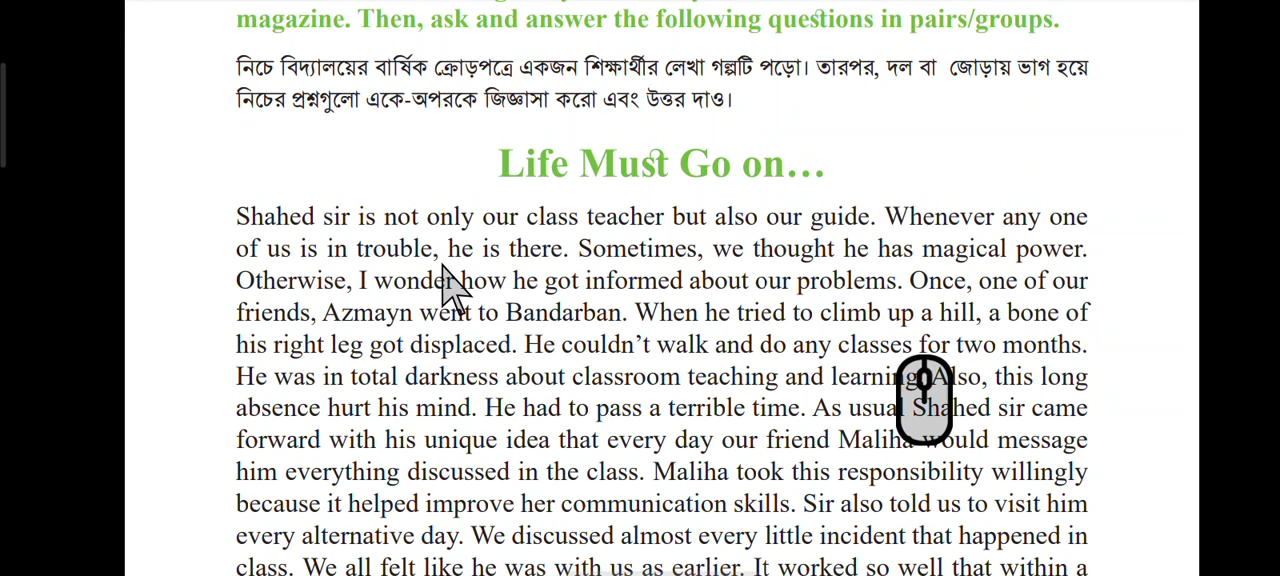 magazine. Then, ask and answer the following questions in pairs/groups.
নিচে বিদ্যালয়ের বার্ষিক ক্রোড়পত্রে একজন শিক্ষার্থীর লেখা গল্পটি পড়ো। তারপর, দল বা জোড়ায় ভাগ হয়ে
নিচের প্রশ্নগুলো একে-অপরকে জিজ্ঞাসা করো এবং উত্তর দাও।
Life Must Go on...
Shahed sir is not only our class teacher but also our guide. Whenever any one
of us is in trouble, he is there. Sometimes, we thought he has magical power.
Otherwise, I wonder how he got informed about our problems. Once, one of our
friends, Azmayn went to Bandarban. When he tried to climb up a hill, a bone of
his right leg got displaced. He couldn't walk and do any classes for two months.
He was in total darkness about classroom teaching and learning. Also, this long
absence hurt his mind. He had to pass a terrible time. As usual Shahed sir came
forward with his unique idea that every day our friend Maliha would message
him everything discussed in the class. Maliha took this responsibility willingly
because it helped improve her communication skills. Sir also told us to visit him
every alternative day. We discussed almost every little incident that happened in
class. We all felt like he was with us as earlier. It worked so well that within a